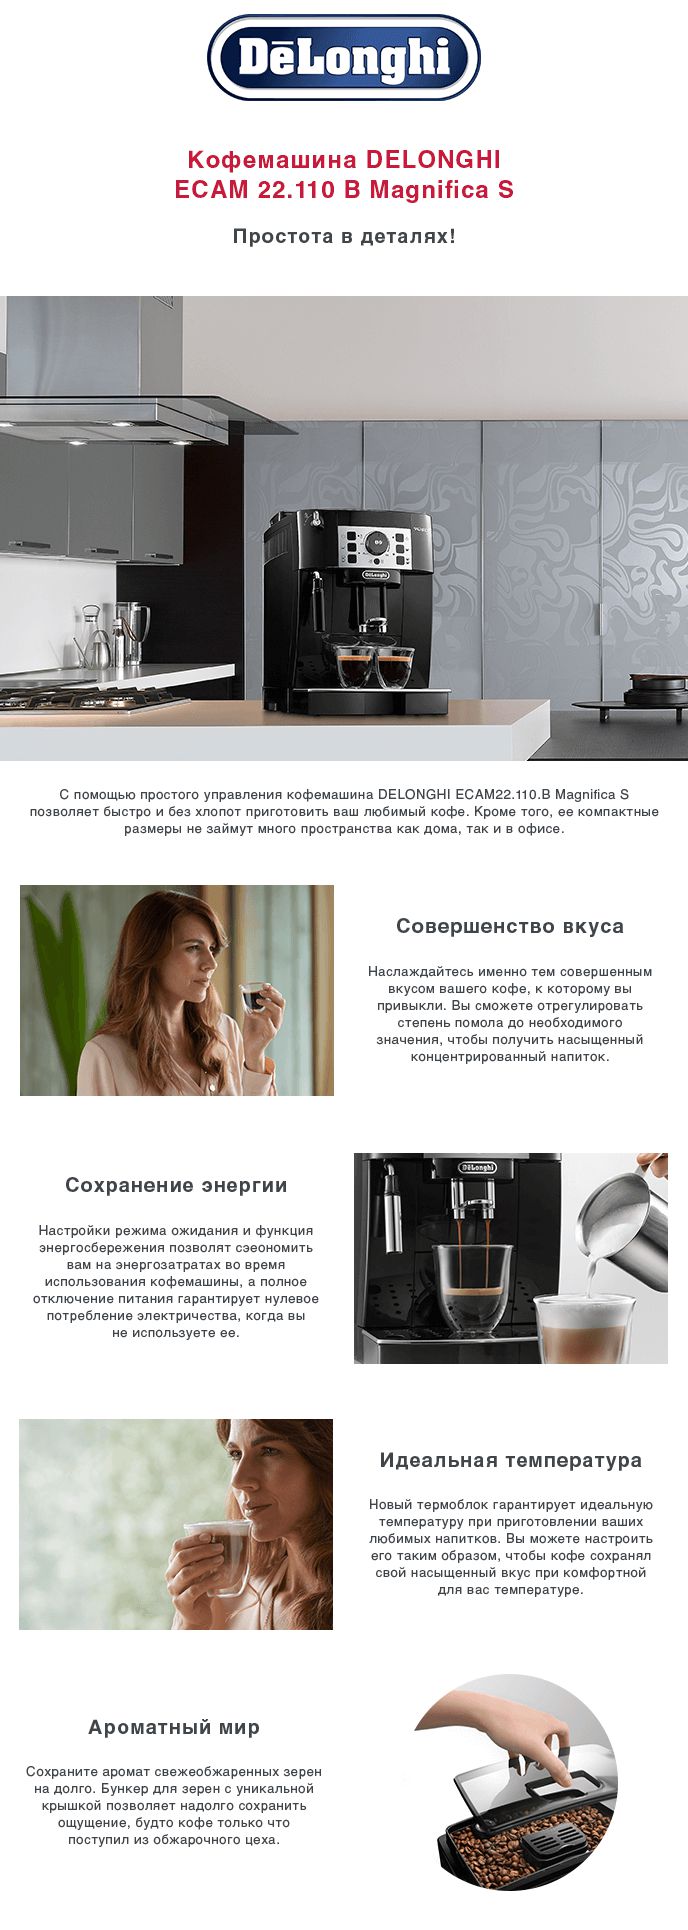 DēLonghi
Кофемашина DELONGHI
ECAM 22.110 B Magnifica S
Простота в деталях!
DēLonghi
С помощью простого управления кофемашина DELONGHI ECAM22.110.B Magnifica S
позволяет быстро и без хлопот приготовить ваш любимый кофе. Кроме того, ее компактные
размеры не займут много пространства как дома, так и в офисе.
Совершенство вкуса
Наслаждайтесь именно тем совершенным
вкусом вашего кофе, к которому вы
привыкли. Вы сможете отрегулировать
степень помола до необходимого
значения, чтобы получить насыщенный
концентрированный напиток.
Сохранение энергии
Настройки режима ожидания и функция
энергосбережения позволят сэеономить
вам на энергозатратах во время
использования кофемашины, а полное
отключение питания гарантирует нулевое
потребление электричества, когда вы
не используете ее.
DēLonghi
Идеальная температура
Новый термоблок гарантирует идеальную
температуру при приготовлении ваших
любимых напитков. Вы можете настроить
его таким образом, чтобы кофе сохранял
свой насыщенный вкус при комфортной
для вас температуре.
Ароматный мир
Сохраните аромат свежеобжаренных зерен
на долго. Бункер для зерен с уникальной
крышкой позволяет надолго сохранить
ощущение, будто кофе только что
поступил из обжарочного цеха.